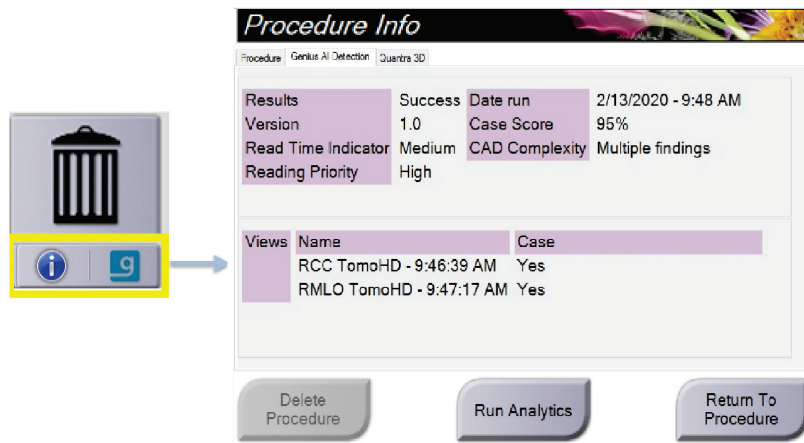 Procedure Info
Procedure Genius AI Detection Quantra 3D
Results Success Date run 2/13/2020 - 9:48 AM
Version 1.0 Case Score 95%
Read Time Indicator Medium CAD Complexity Multiple findings
Reading Priority High
i g
Views Name Case
RCC TomoHD - 9:46:39 AM Yes
RMLO TomoHD - 9:47:17 AM Yes
Delete Procedure
Run Analytics
Return To Procedure